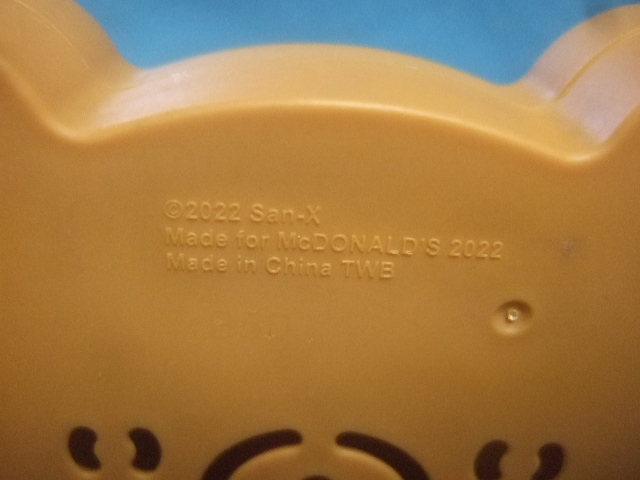 ©2022 San-X
Made for McDONALD'S 2022
Made in China TWB